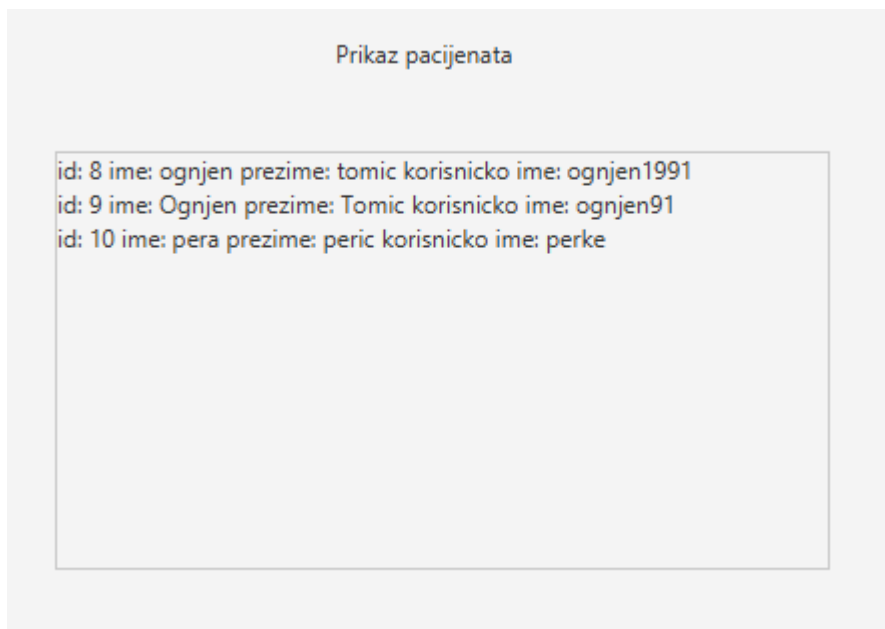 Prikaz pacijenata
id: 8 ime: ognjen prezime: tomic korisnicko ime: ognjen1991
id: 9 ime: Ognjen prezime: Tomic korisnicko ime: ognjen91
id: 10 ime: pera prezime: peric korisnicko ime: perke